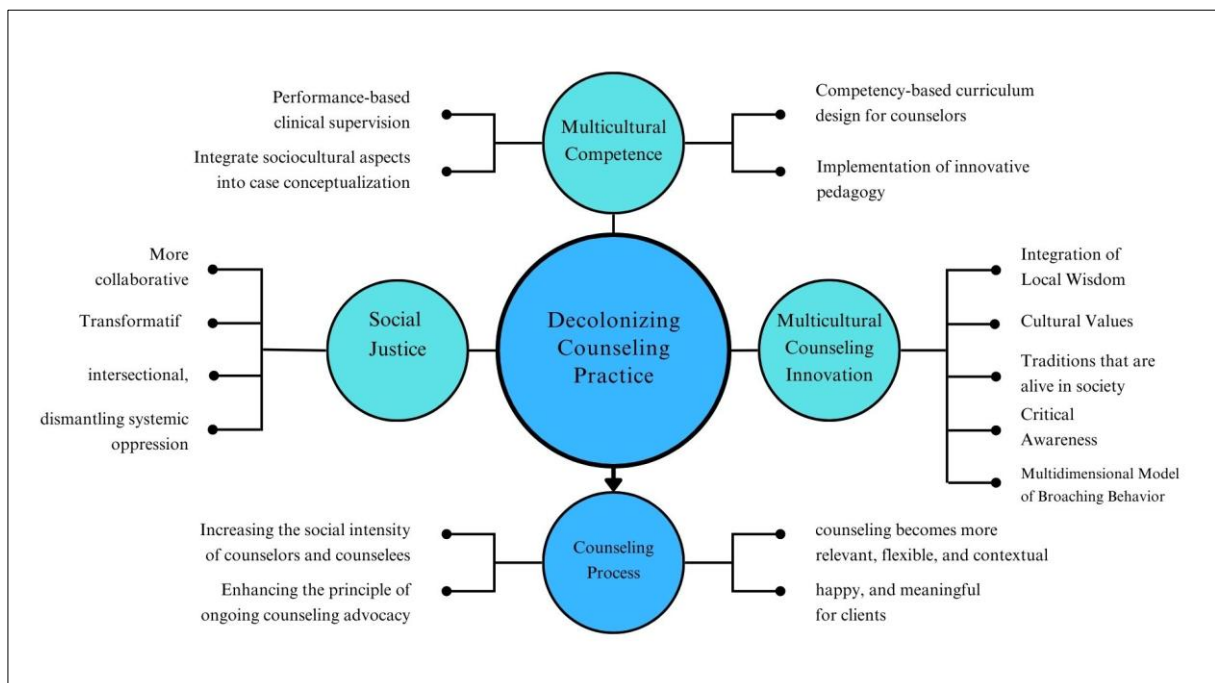 Performance-based
clinical supervision
Integrate sociocultural aspects
into case conceptualization
Multicultural
Competence
Competency-based curriculum
design for counselors
Implementation of innovative
pedagogy
More
collaborative
Transformatif
intersectional,
dismantling systemic
oppression
Social
Justice
Decolonizing
Counseling
Practice
Multicultural
Counseling
Innovation
Integration of
Local Wisdom
Cultural Values
Traditions that are
alive in society
Critical
Awareness
Multidimensional Model
of Broaching Behavior
Increasing the social intensity
of counselors and counselees
Enhancing the principle of
ongoing counseling advocacy
Counseling
Process
counseling becomes more
relevant, flexible, and contextual
happy, and meaningful
for clients